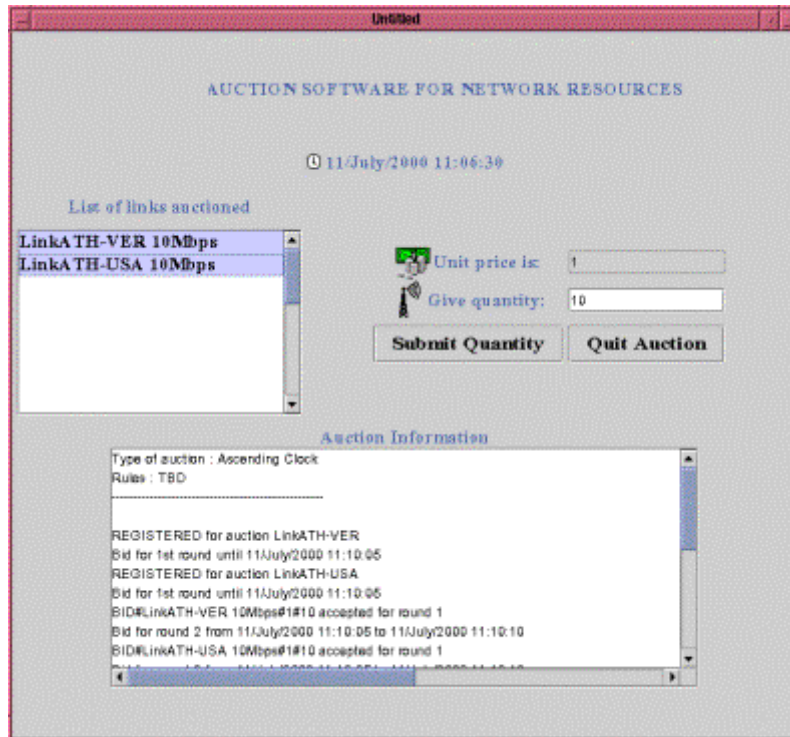 Untitled
AUCTION SOFTWARE FOR NETWORK RESOURCES
11/July/2000 11:06:30
List of links auctioned
LinkATH-VER 10Mbps
LinkATH-USA 10Mbps
Unit price is: 1
Give quantity: 10
Submit Quantity Quit Auction
Auction Information
Type of auction : Ascending Clock
Rules : TBD
REGISTERED for auction LinkATH-VER
Bid for 1st round until 11/July/2000 11:10:05
REGISTERED for auction LinkATH-USA
Bid for 1st round until 11/July/2000 11:10:05
BID#LinkATH-VER 10Mbps#1#10 accepted for round 1
Bid for round 2 from 11/July/2000 11:10:05 to 11/July/2000 11:10:10
BID#LinkATH-USA 10Mbps#1#10 accepted for round 1